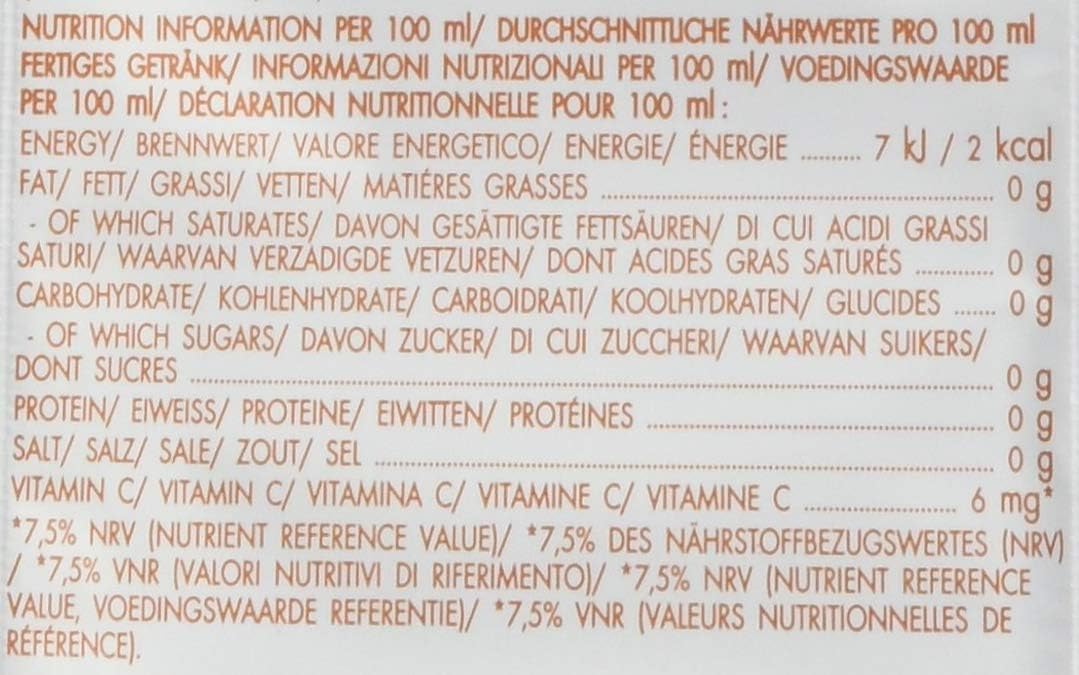 NUTRITION INFORMATION PER 100 ml/ DURCHSCHNITTLICHE NÄHRWERTE PRO 100 ml
FERTIGES GETRÄNK/ INFORMAZIONI NUTRIZIONALI PER 100 ml/ VOEDINGSWAARDE
PER 100 ml/ DÉCLARATION NUTRITIONNELLE POUR 100 ml :
ENERGY/ BRENNWERT/ VALORE ENERGETICO/ ENERGIE/ ÉNERGIE .......... 7 kJ / 2 kcal
FAT/ FETT/ GRASSI/ VETTEN/ MATIÉRES GRASSES .......... 0 g
- OF WHICH SATURATES/ DAVON GESÄTTIGTE FETTSÄUREN/ DI CUI ACIDI GRASSI
SATURI/ WAARVAN VERZADIGDE VETZUREN/ DONT ACIDES GRAS SATURÉS .......... 0 g
CARBOHYDRATE/ KOHLENHYDRATE/ CARBOIDRATI/ KOOLHYDRATEN/ GLUCIDES ....... 0 g
- OF WHICH SUGARS/ DAVON ZUCKER/ DI CUI ZUCCHERI/ WAARVAN SUIKERS/
DONT SUCRES .......... 0 g
PROTEIN/ EIWEISS/ PROTEINE/ EIWITTEN/ PROTÉINES .......... 0 g
SALT/ SALZ/ SALE/ ZOUT/ SEL .......... 0 g
VITAMIN C/ VITAMIN C/ VITAMINA C/ VITAMINE C/ VITAMINE C .......... 6 mg*
*7,5% NRV (NUTRIENT REFERENCE VALUE)/ *7,5% DES NÄHRSTOFFBEZUGSWERTES (NRV)
/ *7,5% VNR (VALORI NUTRITIVI DI RIFERIMENTO)/ *7,5% NRV (NUTRIENT REFERENCE
VALUE, VOEDINGSWAARDE REFERENTIE)/ *7,5% VNR (VALEURS NUTRITIONNELLES DE
RÉFÉRENCE).